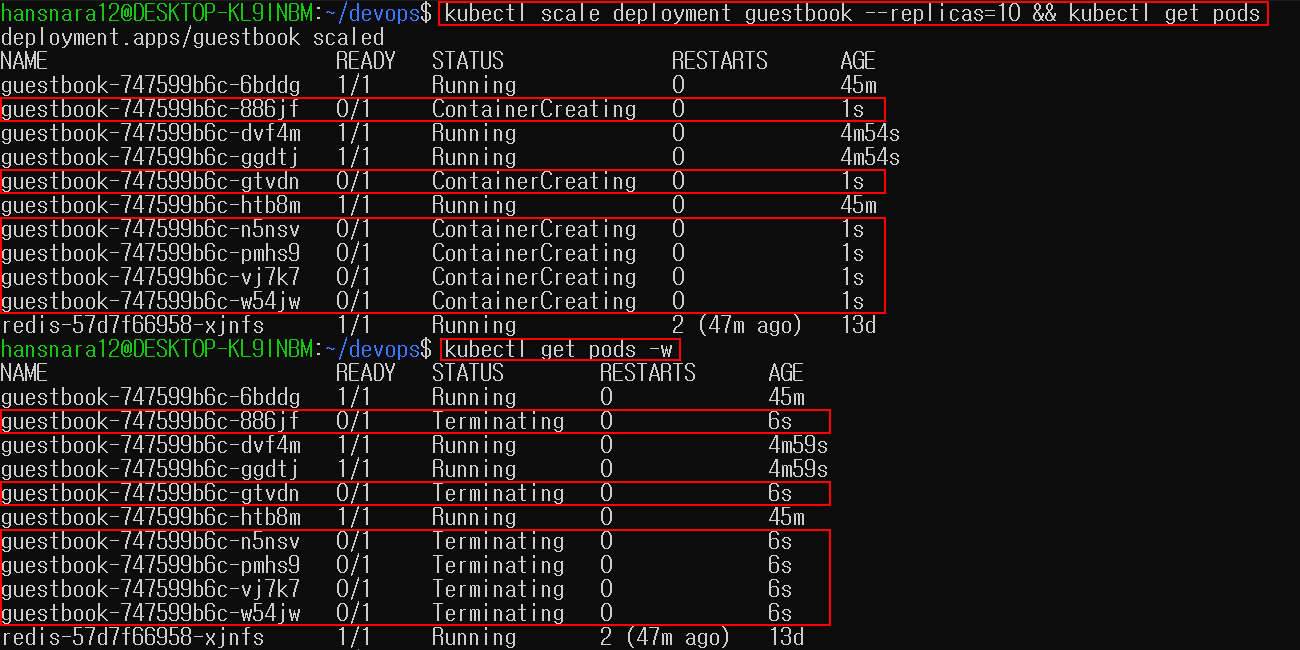 hansnara12@DESKTOP-KL9INBM:~/devops$ kubectl scale deployment guestbook --replicas=10 && kubectl get pods
deployment.apps/guestbook scaled
NAME READY STATUS RESTARTS AGE
guestbook-747599b6c-6bddg 1/1 Running 0 45m
guestbook-747599b6c-886jf 0/1 ContainerCreating 0 1s
guestbook-747599b6c-dvf4m 1/1 Running 0 4m54s
guestbook-747599b6c-ggdtj 1/1 Running 0 4m54s
guestbook-747599b6c-gtvdn 0/1 ContainerCreating 0 1s
guestbook-747599b6c-htb8m 1/1 Running 0 45m
guestbook-747599b6c-n5nsv 0/1 ContainerCreating 0 1s
guestbook-747599b6c-pmhs9 0/1 ContainerCreating 0 1s
guestbook-747599b6c-vj7k7 0/1 ContainerCreating 0 1s
guestbook-747599b6c-w54jw 0/1 ContainerCreating 0 1s
redis-57d7f66958-xjnfs 1/1 Running 2 (47m ago) 13d
hansnara12@DESKTOP-KL9INBM:~/devops$ kubectl get pods -w
NAME READY STATUS RESTARTS AGE
guestbook-747599b6c-6bddg 1/1 Running 0 45m
guestbook-747599b6c-886jf 0/1 Terminating 0 6s
guestbook-747599b6c-dvf4m 1/1 Running 0 4m59s
guestbook-747599b6c-ggdtj 1/1 Running 0 4m59s
guestbook-747599b6c-gtvdn 0/1 Terminating 0 6s
guestbook-747599b6c-htb8m 1/1 Running 0 45m
guestbook-747599b6c-n5nsv 0/1 Terminating 0 6s
guestbook-747599b6c-pmhs9 0/1 Terminating 0 6s
guestbook-747599b6c-vj7k7 0/1 Terminating 0 6s
guestbook-747599b6c-w54jw 0/1 Terminating 0 6s
redis-57d7f66958-xjnfs 1/1 Running 2 (47m ago) 13d